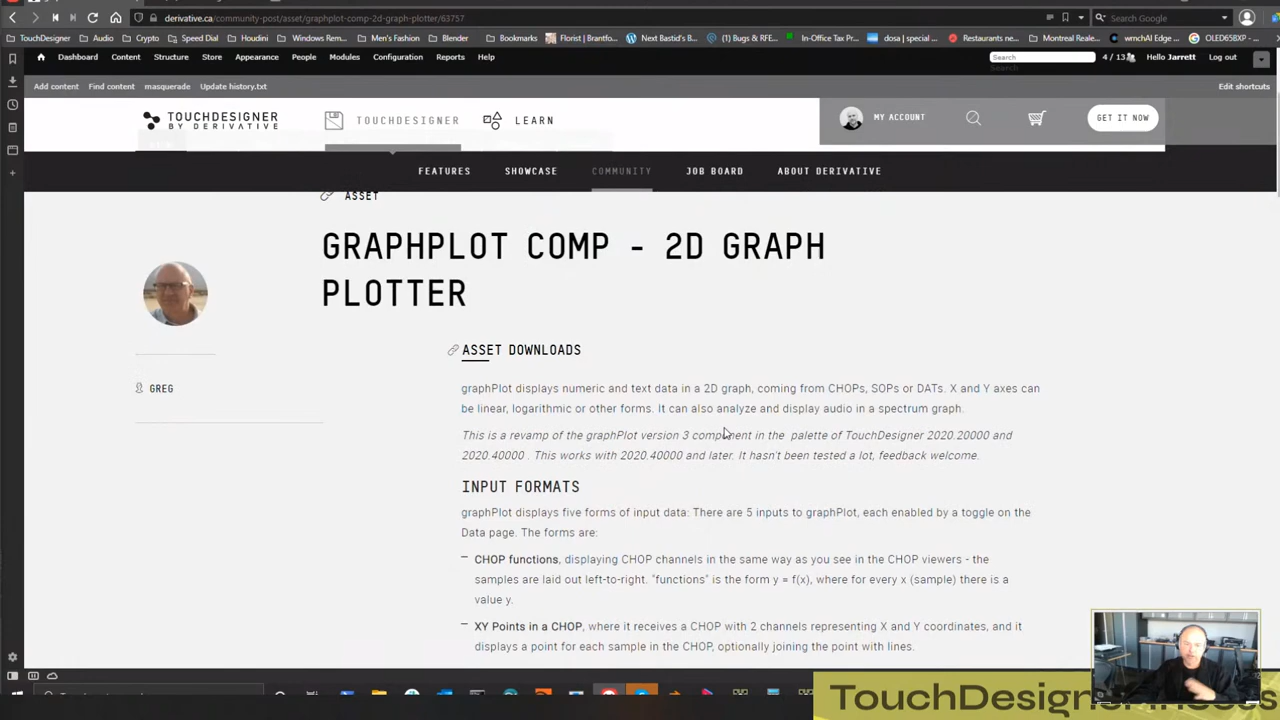 derivative.ca/community-post/asset/graphplot-comp-2d-graph-plotter/63757
Search Google
TouchDesigner Audio Crypto Speed Dial Houdini Windows Rem... Men's Fashion Blender Bookmarks Florist | Brantfo... Next Bastid's B... (1) Bugs & RFE... In-Office Tax Pro... dosa | special ... Restaurants ne... Montreal Reale... wrnchAI Edge ... OLED65BXP - ...
Dashboard Content Structure Store Appearance People Modules Configuration Reports Help
Search
4 / 13
Hello Jarrett Log out
Search
Add content Find content masquerade Update history.txt Edit shortcuts
TOUCHDESIGNER
BY DERIVATIVE
TOUCHDESIGNER
LEARN
MY ACCOUNT
GET IT NOW
FEATURES SHOWCASE COMMUNITY JOB BOARD ABOUT DERIVATIVE
ASSET
GRAPHPLOT COMP - 2D GRAPH
PLOTTER
GREG
ASSET DOWNLOADS
graphPlot displays numeric and text data in a 2D graph, coming from CHOPs, SOPs or DATs. X and Y axes can
be linear, logarithmic or other forms. It can also analyze and display audio in a spectrum graph.
This is a revamp of the graphPlot version 3 component in the palette of TouchDesigner 2020.20000 and
2020.40000 . This works with 2020.40000 and later. It hasn't been tested a lot, feedback welcome.
INPUT FORMATS
graphPlot displays five forms of input data: There are 5 inputs to graphPlot, each enabled by a toggle on the
Data page. The forms are:
– CHOP functions, displaying CHOP channels in the same way as you see in the CHOP viewers - the
samples are laid out left-to-right. "functions" is the form y = f(x), where for every x (sample) there is a
value y.
– XY Points in a CHOP, where it receives a CHOP with 2 channels representing X and Y coordinates, and it
displays a point for each sample in the CHOP, optionally joining the point with lines.